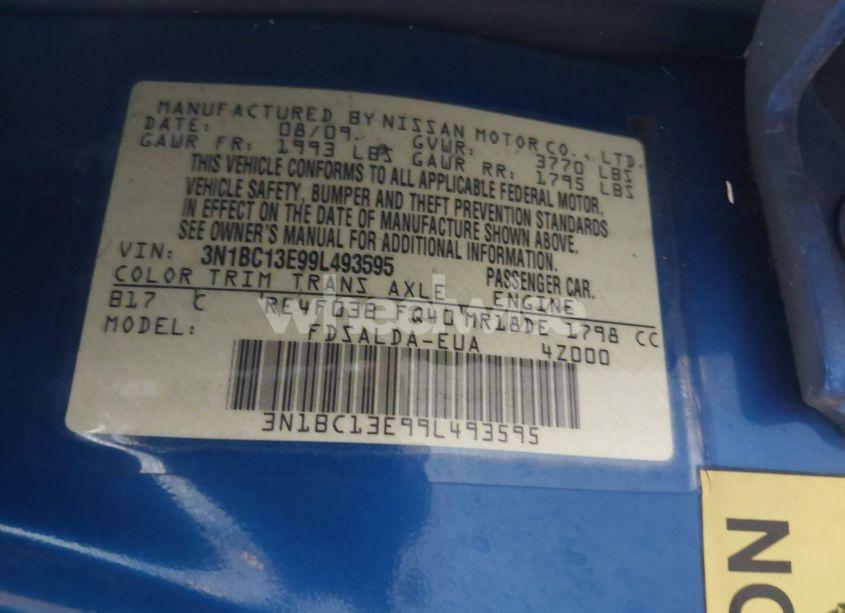 MANUFACTURED BY NISSAN MOTOR CO., LTD.
DATE: 08/09 GVWR: 3770 LBS
GAWR FR: 1993 LBS GAWR RR: 1795 LBS
THIS VEHICLE CONFORMS TO ALL APPLICABLE FEDERAL MOTOR
VEHICLE SAFETY, BUMPER AND THEFT PREVENTION STANDARDS
IN EFFECT ON THE DATE OF MANUFACTURE SHOWN ABOVE.
SEE OWNER'S MANUAL FOR ADDITIONAL INFORMATION.
VIN: 3N1BC13E99L493595 PASSENGER CAR.
COLOR TRIM TRANS AXLE ENGINE
B17 C RE4F03B FQ40 MR18DE 1798 CC
MODEL: FDSALDA-EUA 4Z000
3N1BC13E99L493595
ON